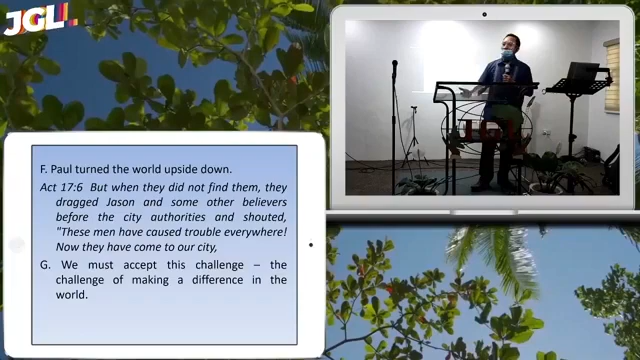 JGL
F. Paul turned the world upside down.
Act 17:6 But when they did not find them, they
dragged Jason and some other believers
before the city authorities and shouted,
"These men have caused trouble everywhere!
Now they have come to our city,
G. We must accept this challenge – the
challenge of making a difference in the
world.
JGL